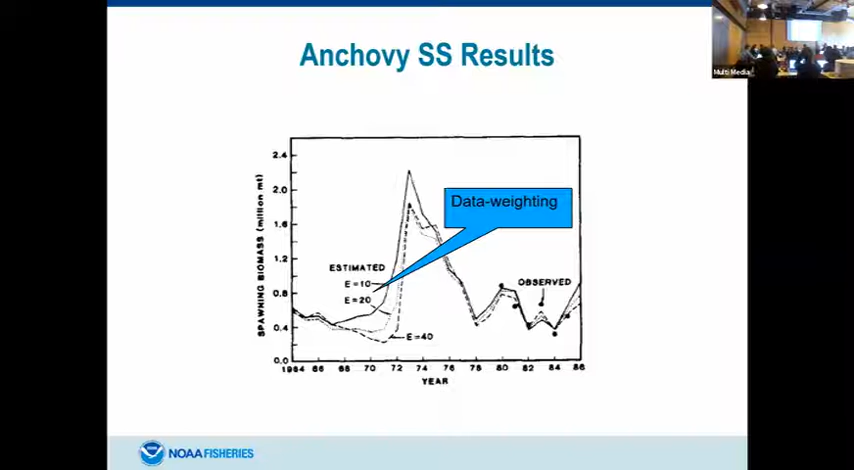 Anchovy SS Results
Multi Media
2.4
2.0
1.6
1.2
0.8
0.4
0.0
SPAWNING BIOMASS (million mt)
Data-weighting
ESTIMATED
E=10
E=20
E=40
OBSERVED
1964 66 68 70 72 74 76 78 80 82 84 86
YEAR
NOAA FISHERIES